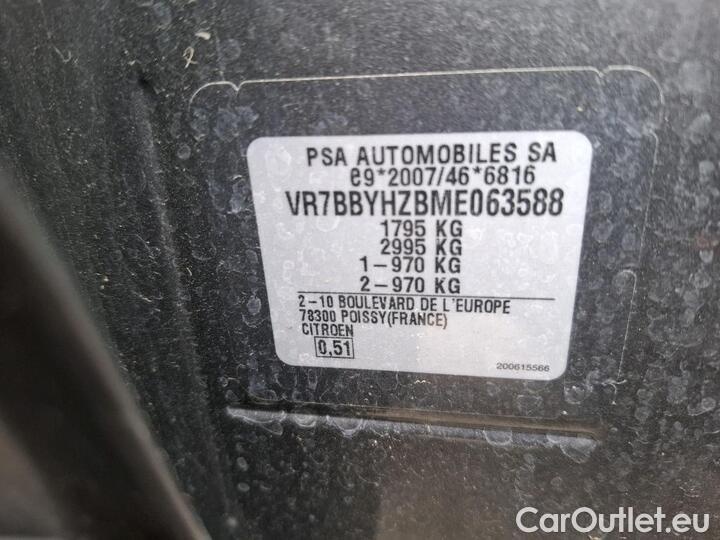 PSA AUTOMOBILES SA
e9*2007/46*6816
VR7BBYHZBME063588
1795 KG
2995 KG
1-970 KG
2-970 KG
2-10 BOULEVARD DE L'EUROPE
78300 POISSY(FRANCE)
CITROEN
0,51
200615566
CarOutlet.eu